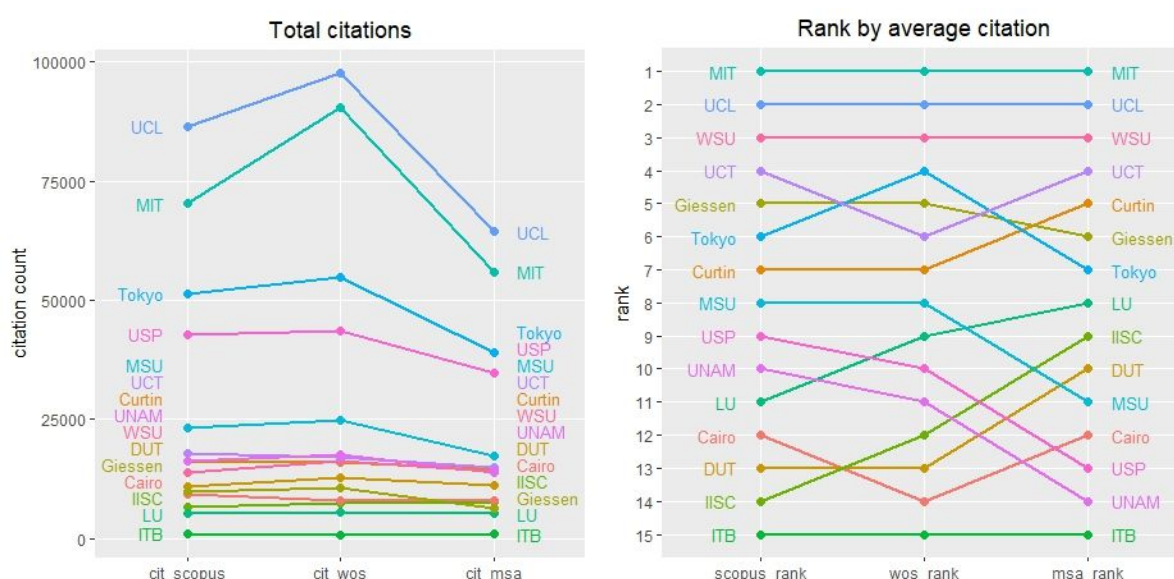 Total citations
citation count
100000
75000
50000
25000
0
UCL
MIT
Tokyo
USP
MSU
UCT
Curtin
UNAM
WSU
DUT
Giessen
Cairo
IISC
LU
ITB
UCL
MIT
Tokyo
USP
MSU
UCT
Curtin
WSU
UNAM
DUT
Cairo
IISC
Giessen
LU
ITB
cit_scopus cit_wos cit_msa
Rank by average citation
rank
1
2
3
4
5
6
7
8
9
10
11
12
13
14
15
MIT
UCL
WSU
UCT
Giessen
Tokyo
Curtin
MSU
USP
UNAM
LU
Cairo
DUT
IISC
ITB
MIT
UCL
WSU
UCT
Curtin
Giessen
Tokyo
LU
IISC
DUT
MSU
Cairo
USP
UNAM
ITB
scopus_rank wos_rank msa_rank